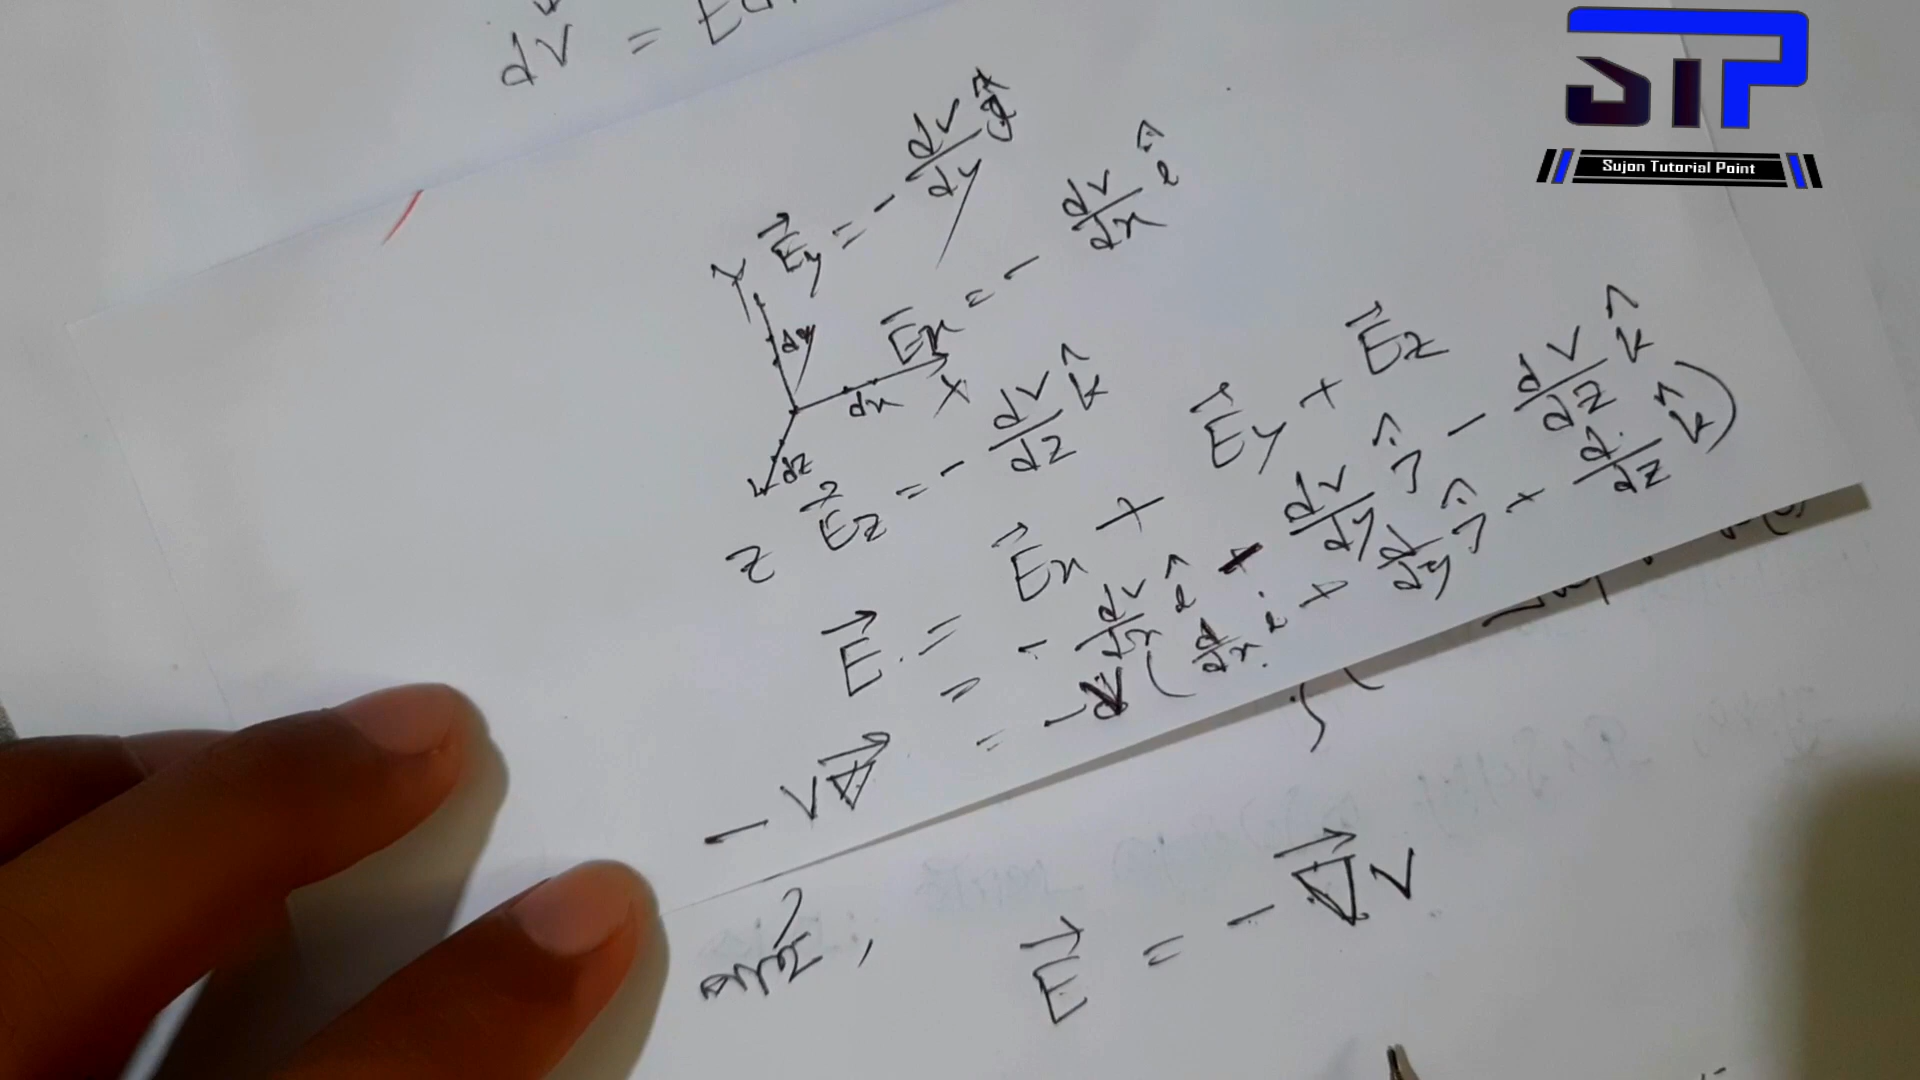 STP
Sujon Tutorial Point
dV = Ed
Y E⃗y = - dV/dy ĵ
dy
E⃗x = - dV/dx î
dx X
dz
Z E⃗z = - dV/dz k̂
E⃗ = E⃗x + E⃗y + E⃗z
= - dV/dx î - dV/dy ĵ - dV/dz k̂
= - V ( d/dx i + d/dy ĵ + d/dz k̂ )
- V∇⃗
E⃗ = - ∇⃗V